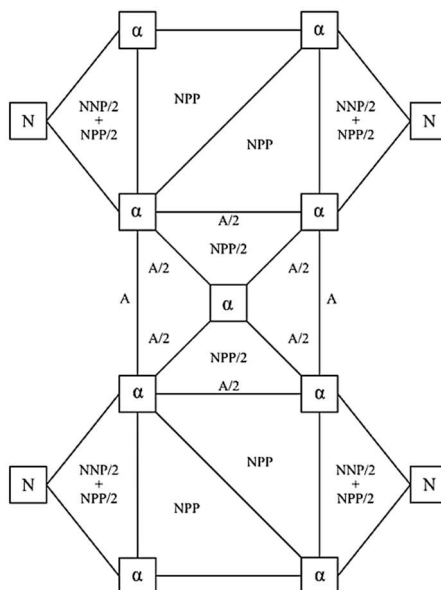 α α
NNP/2
+
NPP/2
NPP
NNP/2
+
NPP/2
N N
NPP
α α
A/2
NPP/2
A/2 A/2
A α A
A/2 A/2
NPP/2
α A/2 α
NNP/2
+
NPP/2
NPP
NNP/2
+
NPP/2
N N
NPP
α α